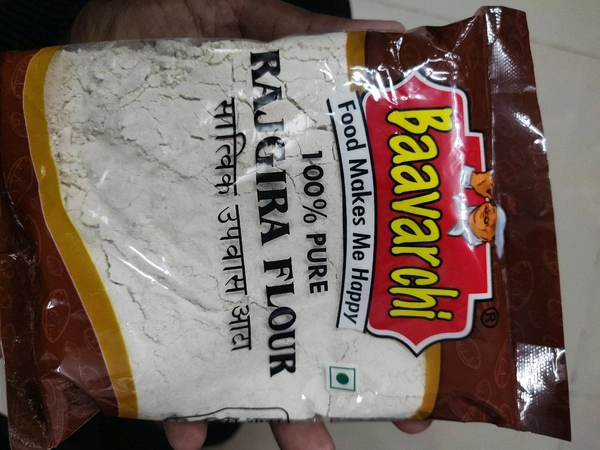 Baavarchi®
Food Makes Me Happy
100% PURE
RAJGIRA FLOUR
सात्विक उपवास आटा